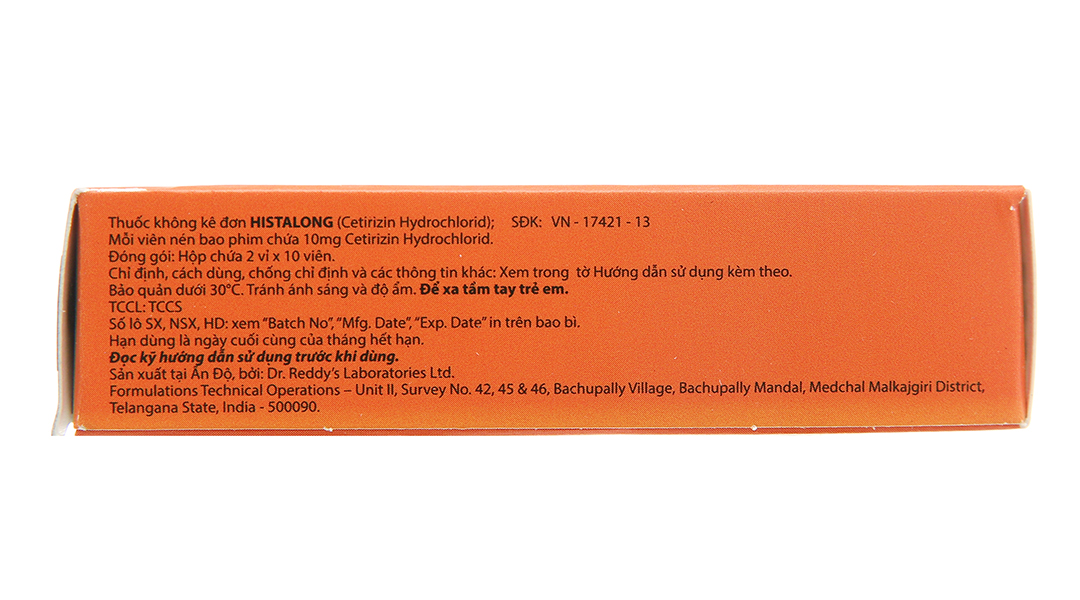 Thuốc không kê đơn HISTALONG (Cetirizin Hydrochlorid); SĐK: VN - 17421 - 13
Mỗi viên nén bao phim chứa 10mg Cetirizin Hydrochlorid.
Đóng gói: Hộp chứa 2 vỉ x 10 viên.
Chỉ định, cách dùng, chống chỉ định và các thông tin khác: Xem trong tờ Hướng dẫn sử dụng kèm theo.
Bảo quản dưới 30°C. Tránh ánh sáng và độ ẩm. Để xa tầm tay trẻ em.
TCCL: TCCS
Số lô SX, NSX, HD: xem "Batch No", "Mfg. Date", "Exp. Date" in trên bao bì.
Hạn dùng là ngày cuối cùng của tháng hết hạn.
Đọc kỹ hướng dẫn sử dụng trước khi dùng.
Sản xuất tại Ấn Độ, bởi: Dr. Reddy's Laboratories Ltd.
Formulations Technical Operations – Unit II, Survey No. 42, 45 & 46, Bachupally Village, Bachupally Mandal, Medchal Malkajgiri District,
Telangana State, India - 500090.